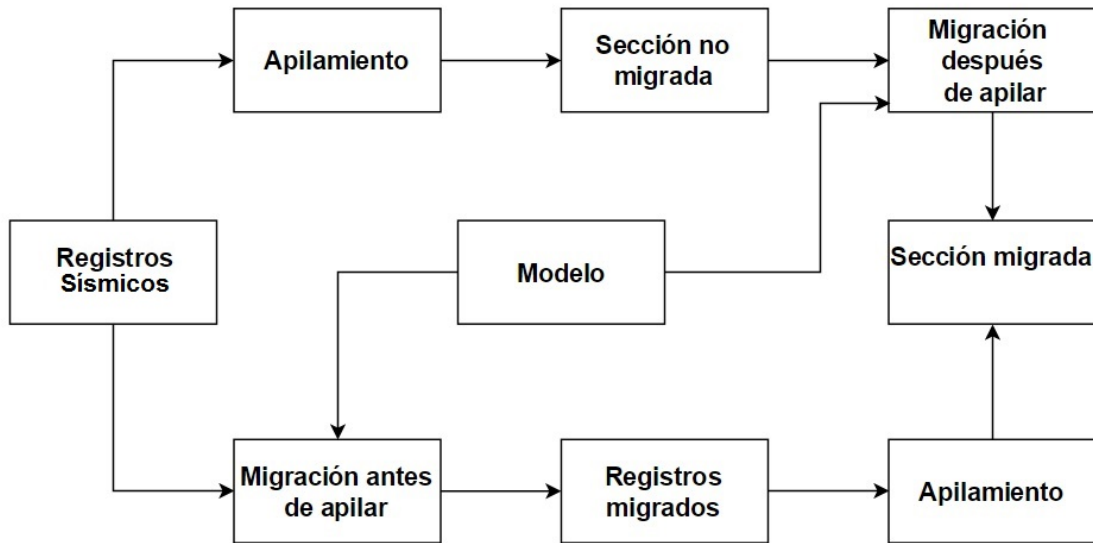 Apilamiento
Sección no
migrada
Migración
después
de apilar
Registros
Sísmicos
Modelo
Sección migrada
Migración antes
de apilar
Registros
migrados
Apilamiento